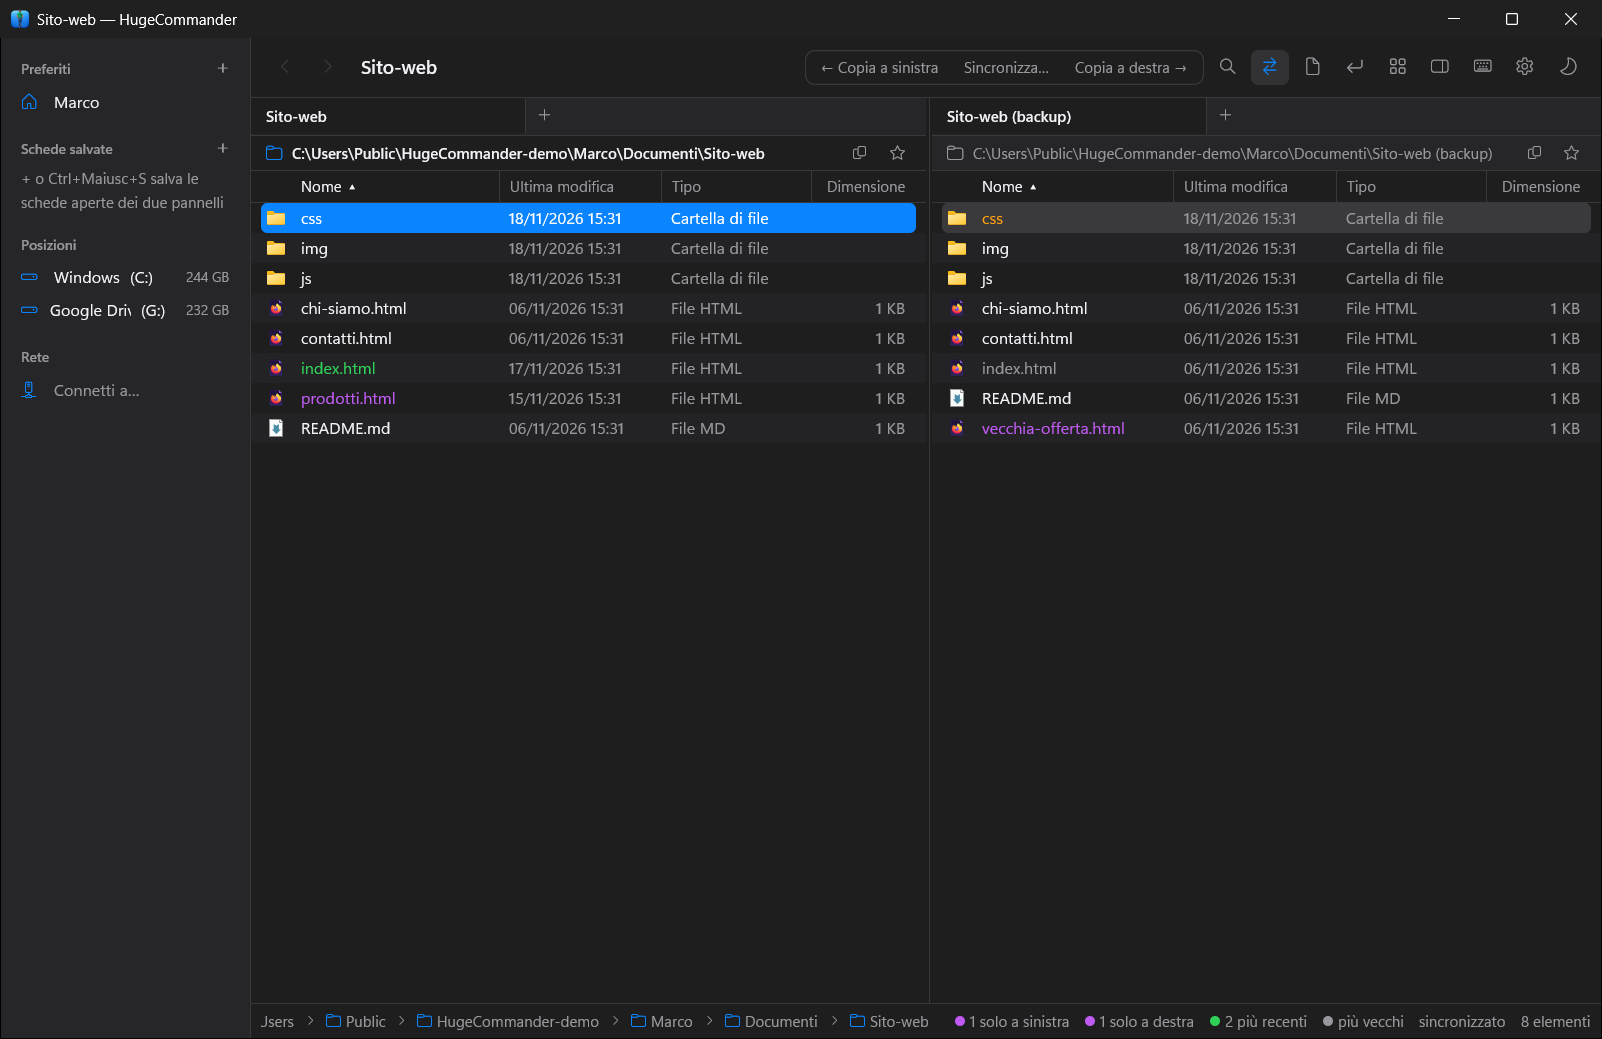 Sito-web — HugeCommander
Preferiti +
Marco
Schede salvate +
+ o Ctrl+Maiusc+S salva le
schede aperte dei due pannelli
Posizioni
Windows (C:) 244 GB
Google Driv (G:) 232 GB
Rete
Connetti a...
Sito-web
← Copia a sinistra Sincronizza... Copia a destra →
Sito-web +
C:\Users\Public\HugeCommander-demo\Marco\Documenti\Sito-web
Nome ▲ Ultima modifica Tipo Dimensione
css 18/11/2026 15:31 Cartella di file
img 18/11/2026 15:31 Cartella di file
js 18/11/2026 15:31 Cartella di file
chi-siamo.html 06/11/2026 15:31 File HTML 1 KB
contatti.html 06/11/2026 15:31 File HTML 1 KB
index.html 17/11/2026 15:31 File HTML 1 KB
prodotti.html 15/11/2026 15:31 File HTML 1 KB
README.md 06/11/2026 15:31 File MD 1 KB
Sito-web (backup) +
C:\Users\Public\HugeCommander-demo\Marco\Documenti\Sito-web (backup)
Nome ▲ Ultima modifica Tipo Dimensione
css 18/11/2026 15:31 Cartella di file
img 18/11/2026 15:31 Cartella di file
js 18/11/2026 15:31 Cartella di file
chi-siamo.html 06/11/2026 15:31 File HTML 1 KB
contatti.html 06/11/2026 15:31 File HTML 1 KB
index.html 06/11/2026 15:31 File HTML 1 KB
README.md 06/11/2026 15:31 File MD 1 KB
vecchia-offerta.html 06/11/2026 15:31 File HTML 1 KB
Jsers > Public > HugeCommander-demo > Marco > Documenti > Sito-web
1 solo a sinistra 1 solo a destra 2 più recenti più vecchi sincronizzato 8 elementi